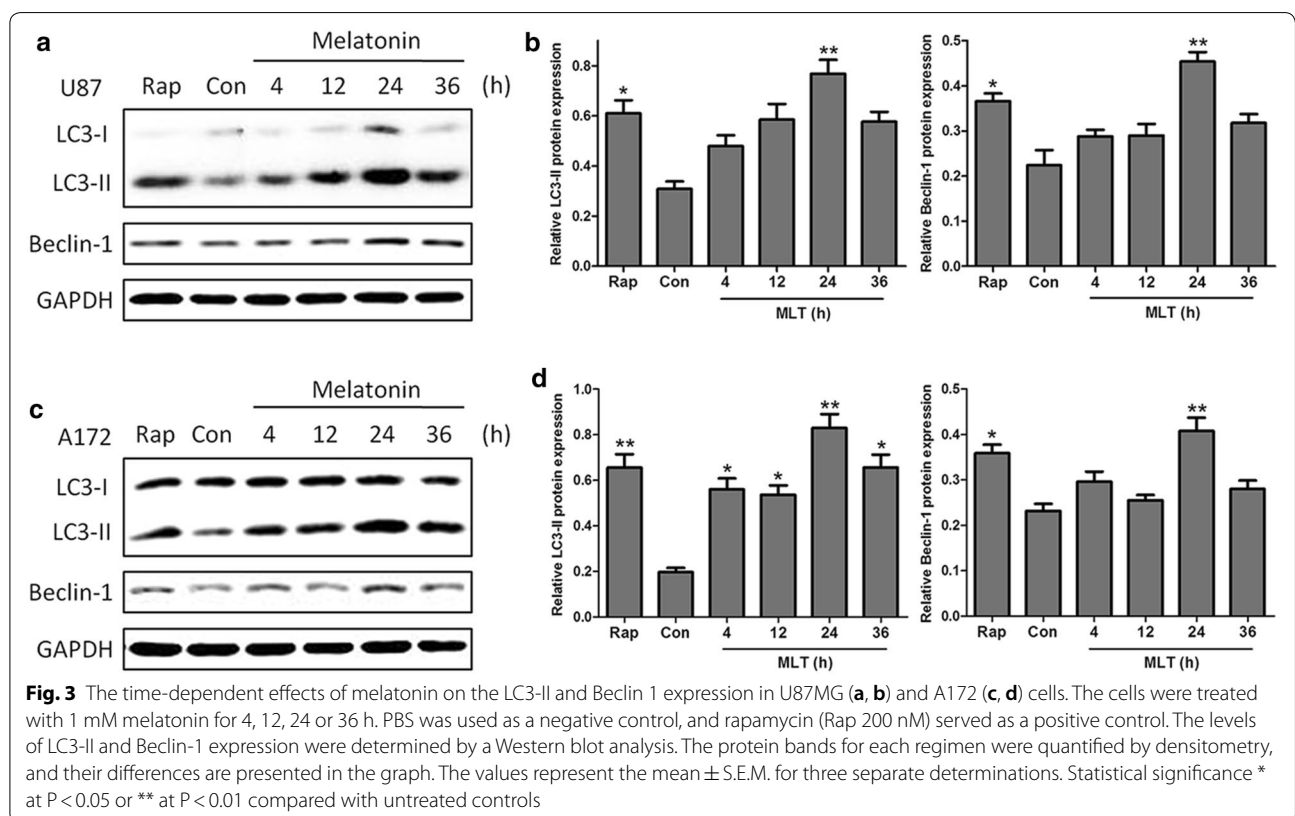 a
Melatonin
U87 Rap Con 4 12 24 36 (h)
LC3-I
LC3-II
Beclin-1
GAPDH
b
Relative LC3-II protein expression
0.8
0.6
0.4
0.2
0.0
* **
Rap Con 4 12 24 36
MLT (h)
Relative Beclin-1 protein expression
0.5
0.4
0.3
0.3
0.1
0.0
* **
Rap Con 4 12 24 36
MLT (h)
c
Melatonin
A172 Rap Con 4 12 24 36 (h)
LC3-I
LC3-II
Beclin-1
GAPDH
d
Relative LC3-II protein expression
1.0
0.8
0.6
0.4
0.2
0.0
** * * ** *
Rap Con 4 12 24 36
MLT (h)
Relative Beclin-1 protein expression
0.5
0.4
0.3
0.2
0.1
0.0
* **
Rap Con 4 12 24 36
MLT (h)
Fig. 3 The time-dependent effects of melatonin on the LC3-II and Beclin 1 expression in U87MG (a, b) and A172 (c, d) cells. The cells were treated
with 1 mM melatonin for 4, 12, 24 or 36 h. PBS was used as a negative control, and rapamycin (Rap 200 nM) served as a positive control. The levels
of LC3-II and Beclin-1 expression were determined by a Western blot analysis. The protein bands for each regimen were quantified by densitometry,
and their differences are presented in the graph. The values represent the mean ± S.E.M. for three separate determinations. Statistical significance *
at P < 0.05 or ** at P < 0.01 compared with untreated controls